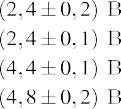 (2,4 ± 0,2) B
(2,4 ± 0,1) B
(4,4 ± 0,1) B
(4,8 ± 0,2) B